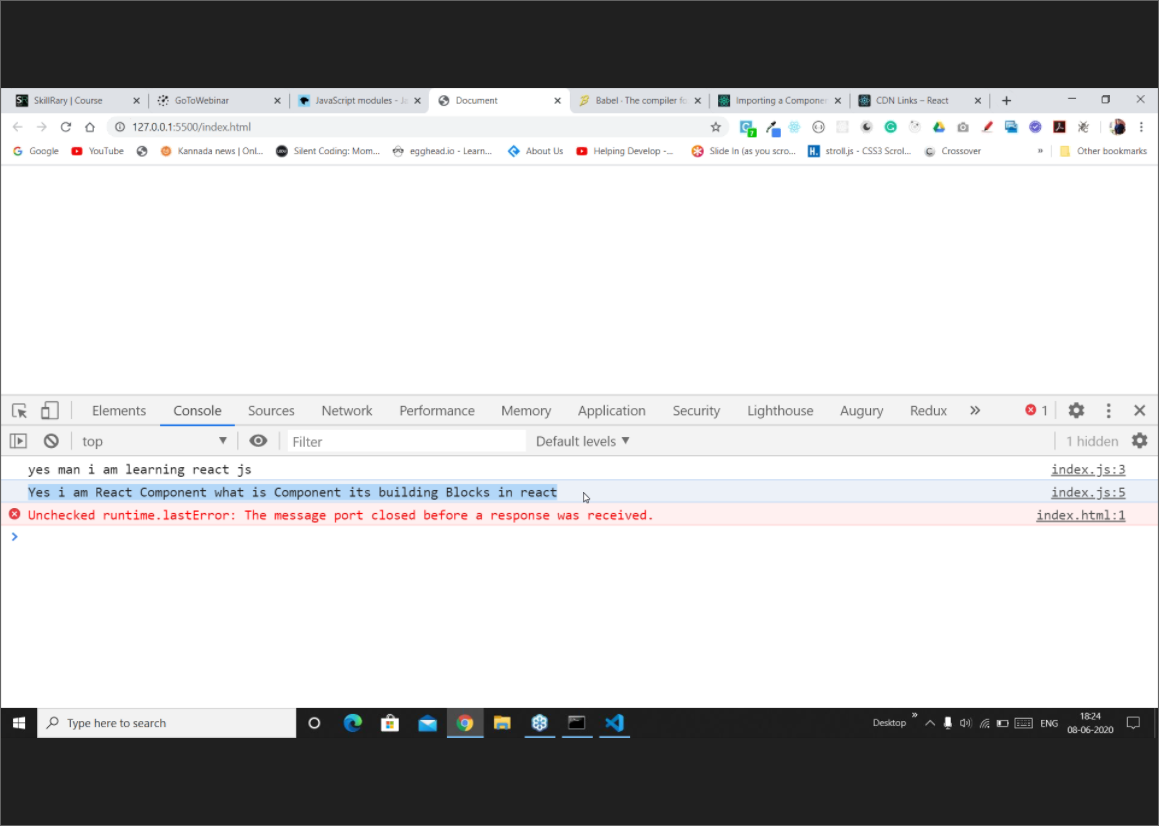 SkillRary | Course
GoToWebinar
JavaScript modules - Ja
Document
Babel · The compiler fo
Importing a Componen
CDN Links – React
127.0.0.1:5500/index.html
Google YouTube Kannada news | Onl... Silent Coding: Mom... egghead.io - Learn... About Us Helping Develop -... Slide In (as you scro... stroll.js - CSS3 Scrol... Crossover » Other bookmarks
Elements Console Sources Network Performance Memory Application Security Lighthouse Augury Redux » 1
top Filter Default levels 1 hidden
yes man i am learning react js index.js:3
Yes i am React Component what is Component its building Blocks in react index.js:5
Unchecked runtime.lastError: The message port closed before a response was received. index.html:1
Type here to search
Desktop » ENG
18:24
08-06-2020